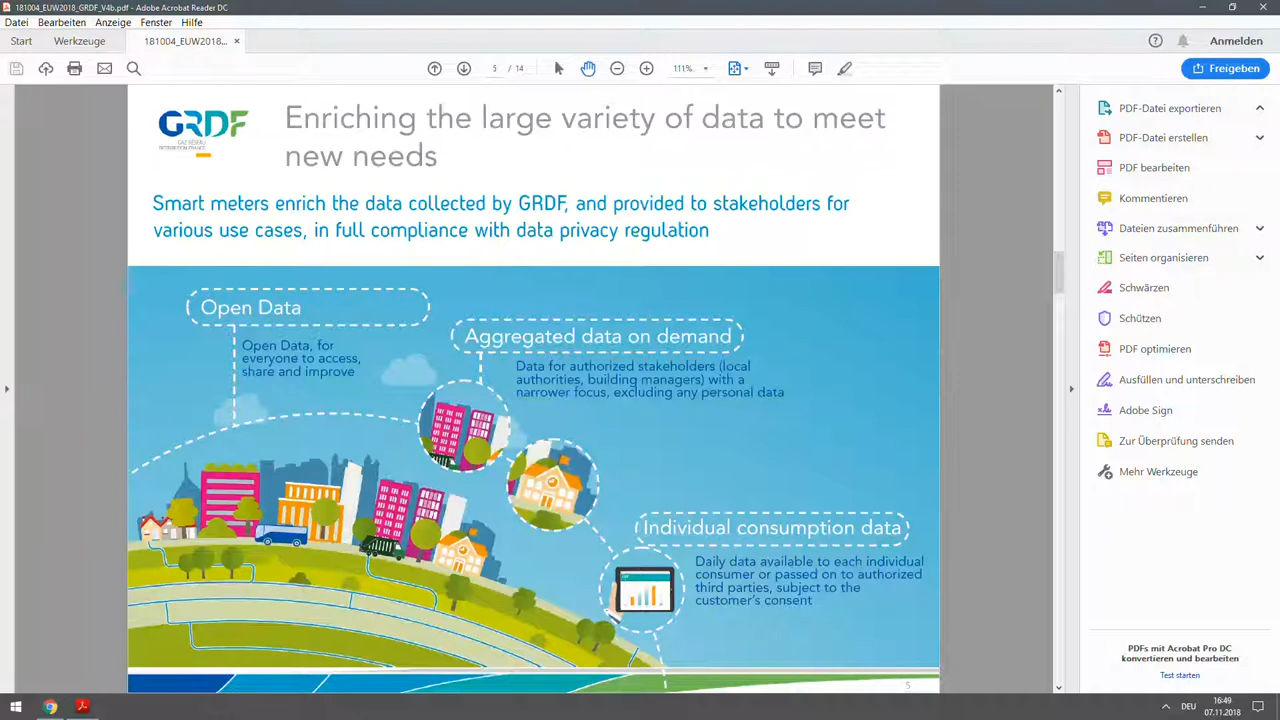 181004_EUW2018_GRDF_V4b.pdf - Adobe Acrobat Reader DC
Datei Bearbeiten Anzeige Fenster Hilfe
Start Werkzeuge 181004_EUW2018... × Anmelden
5 / 14 111% Freigeben
GRDF
GAZ RÉSEAU
DISTRIBUTION FRANCE
Enriching the large variety of data to meet
new needs
Smart meters enrich the data collected by GRDF, and provided to stakeholders for
various use cases, in full compliance with data privacy regulation
Open Data
Open Data, for
everyone to access,
share and improve
Aggregated data on demand
Data for authorized stakeholders (local
authorities, building managers) with a
narrower focus, excluding any personal data
Individual consumption data
Daily data available to each individual
consumer or passed on to authorized
third parties, subject to the
customer's consent
5
PDF-Datei exportieren
PDF-Datei erstellen
PDF bearbeiten
Kommentieren
Dateien zusammenführen
Seiten organisieren
Schwärzen
Schützen
PDF optimieren
Ausfüllen und unterschreiben
Adobe Sign
Zur Überprüfung senden
Mehr Werkzeuge
PDFs mit Acrobat Pro DC
konvertieren und bearbeiten
Test starten
DEU
16:49
07.11.2018